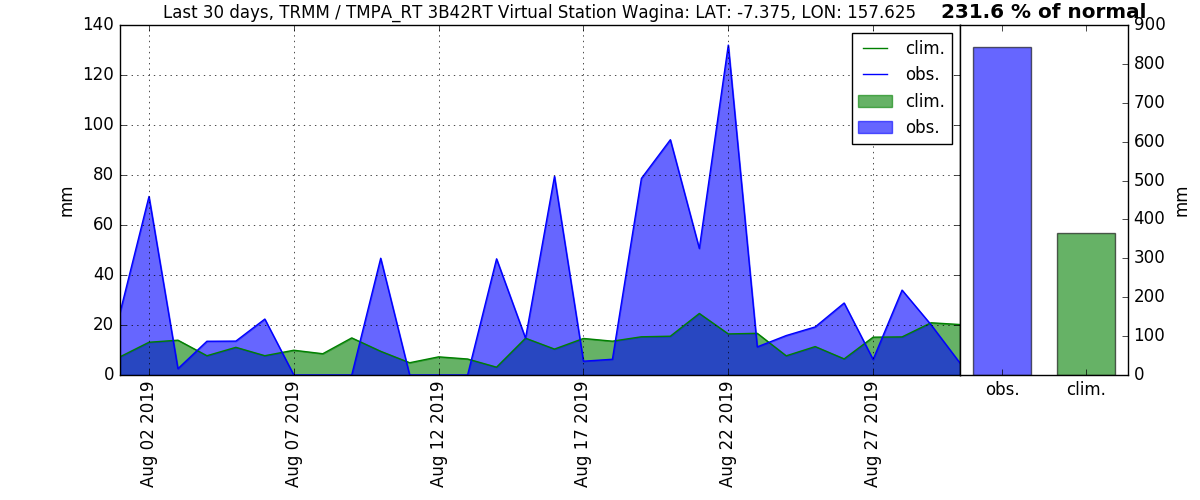 Last 30 days, TRMM / TMPA_RT 3B42RT Virtual Station Wagina: LAT: -7.375, LON: 157.625
231.6 % of normal
140
120
100
80
60
40
20
0
mm
clim.
obs.
clim.
obs.
Aug 02 2019
Aug 07 2019
Aug 12 2019
Aug 17 2019
Aug 22 2019
Aug 27 2019
900
800
700
600
500
400
300
200
100
0
mm
obs.
clim.